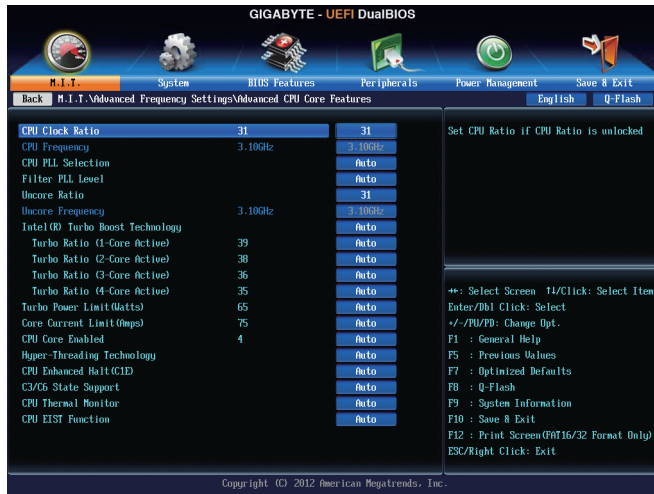 GIGABYTE - UEFI DualBIOS
M.I.T. System BIOS Features Peripherals Power Management Save & Exit
Back M.I.T.\Advanced Frequency Settings\Advanced CPU Core Features English Q-Flash
CPU Clock Ratio 31 31
CPU Frequency 3.10GHz 3.10GHz
CPU PLL Selection Auto
Filter PLL Level Auto
Uncore Ratio 31
Uncore Frequency 3.10GHz 3.10GHz
Intel(R) Turbo Boost Technology Auto
Turbo Ratio (1-Core Active) 39 Auto
Turbo Ratio (2-Core Active) 38 Auto
Turbo Ratio (3-Core Active) 36 Auto
Turbo Ratio (4-Core Active) 35 Auto
Turbo Power Limit(Watts) 65 Auto
Core Current Limit(Amps) 75 Auto
CPU Core Enabled 4 Auto
Hyper-Threading Technology Auto
CPU Enhanced Halt(C1E) Auto
C3/C6 State Support Auto
CPU Thermal Monitor Auto
CPU EIST Function Auto
Set CPU Ratio if CPU Ratio is unlocked
→←: Select Screen ↑↓/Click: Select Item
Enter/Dbl Click: Select
+/-/PU/PD: Change Opt.
F1 : General Help
F5 : Previous Values
F7 : Optimized Defaults
F8 : Q-Flash
F9 : System Information
F10 : Save & Exit
F12 : Print Screen(FAT16/32 Format Only)
ESC/Right Click: Exit
Copyright (C) 2012 American Megatrends, Inc.